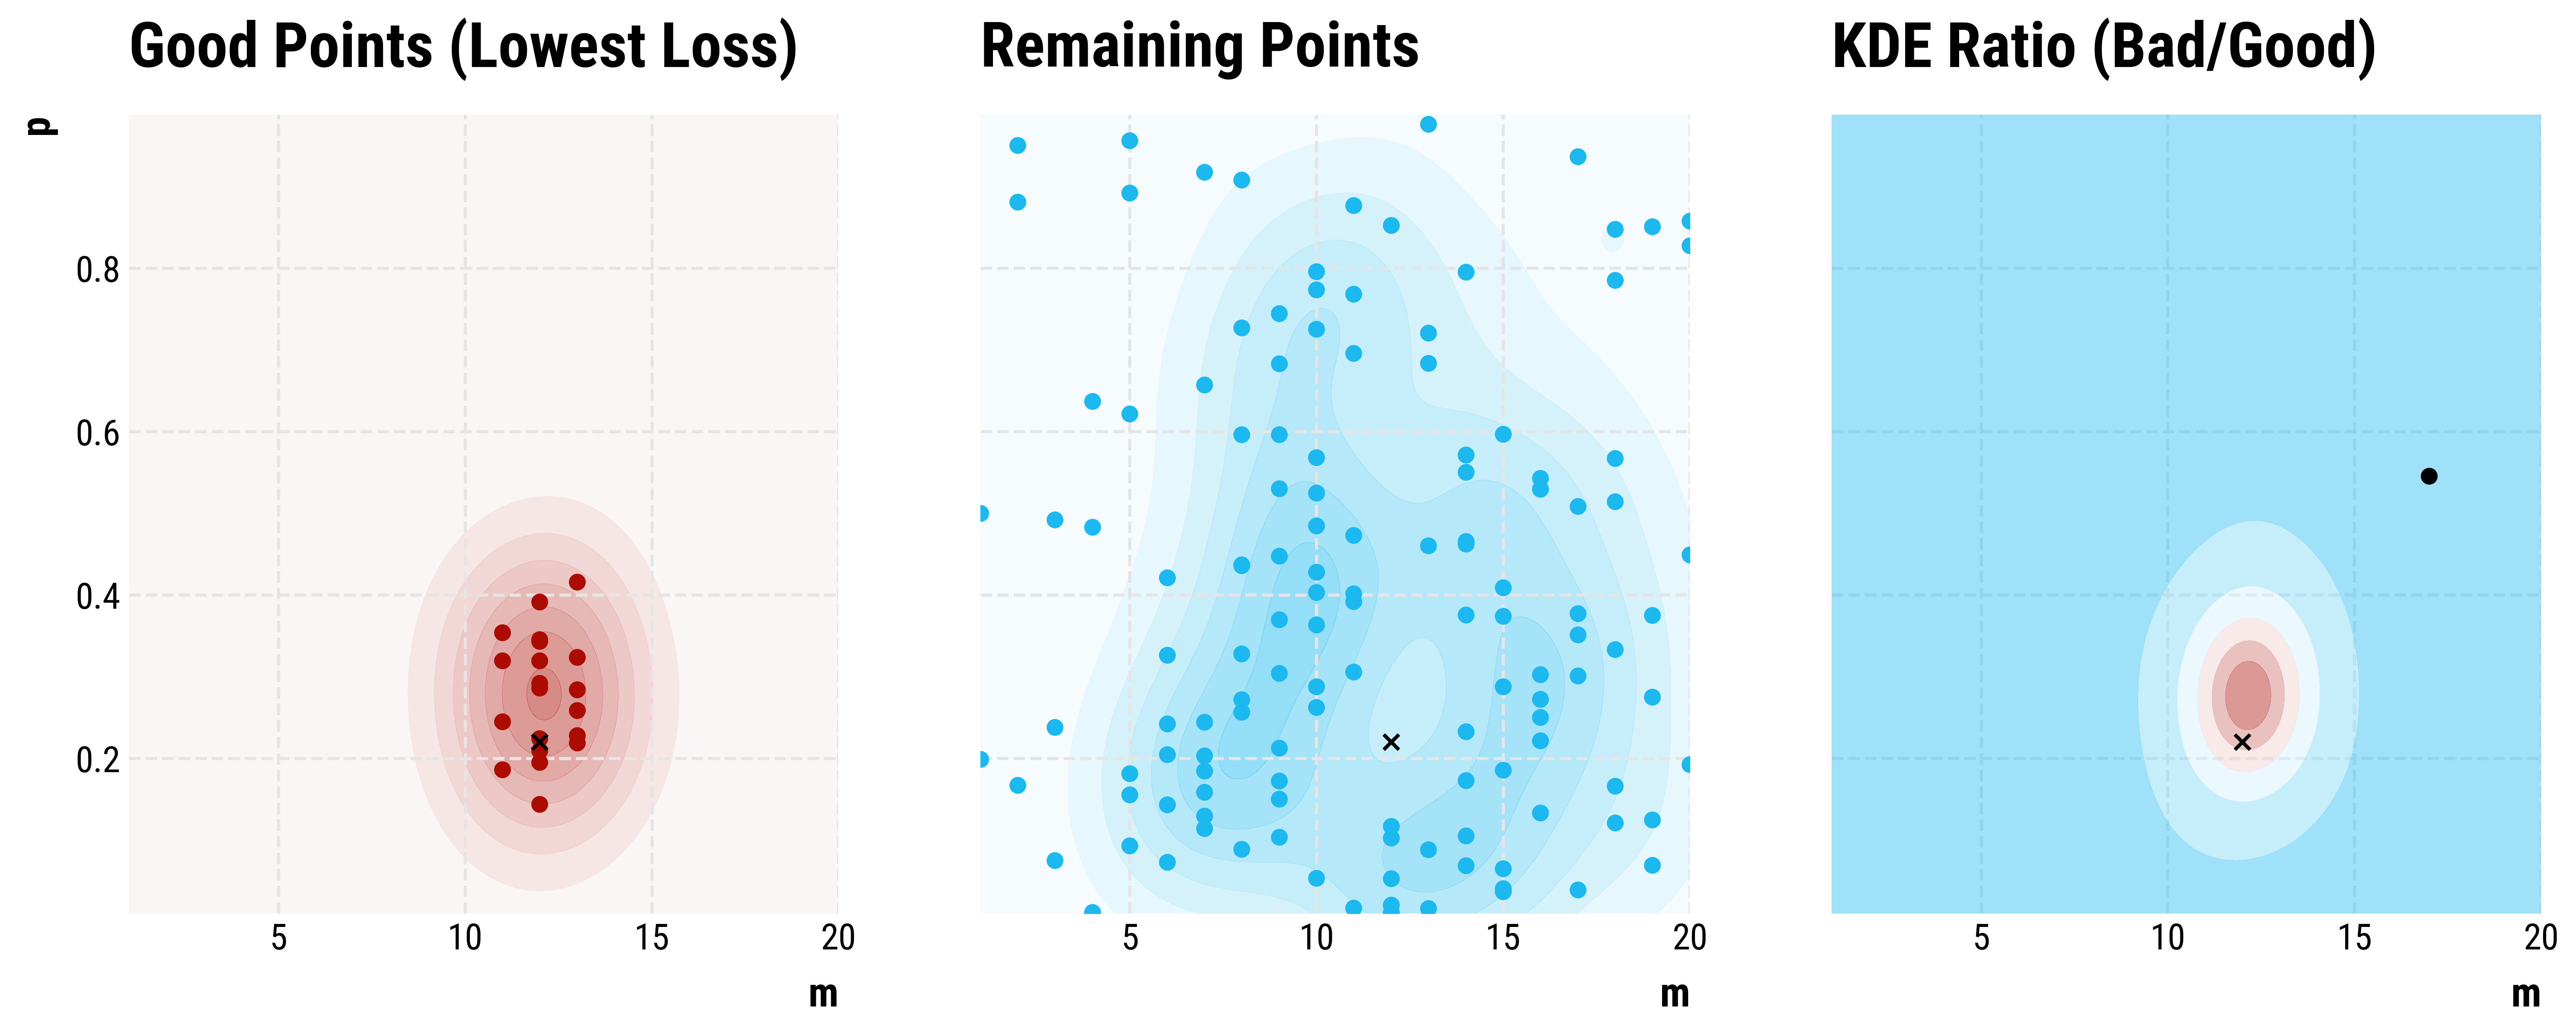 Good Points (Lowest Loss)
Remaining Points
KDE Ratio (Bad/Good)
p
0.8
0.6
0.4
0.2
5 10 15 20
5 10 15 20
5 10 15 20
m
m
m